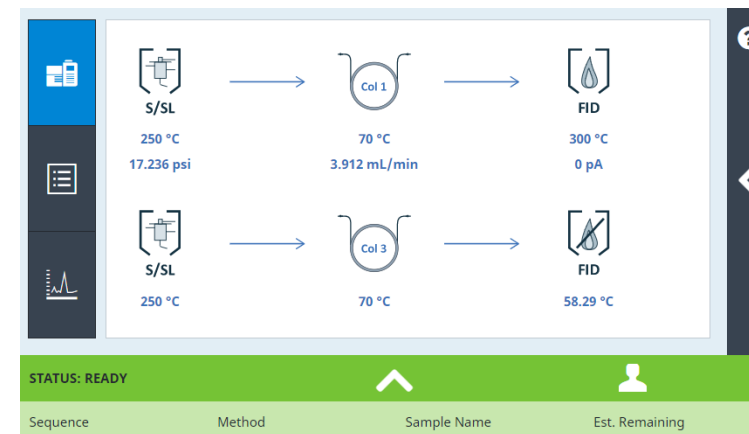 S/SL
Col 1
FID
250 °C
70 °C
300 °C
17.236 psi
3.912 mL/min
0 pA
S/SL
Col 3
FID
250 °C
70 °C
58.29 °C
STATUS: READY
Sequence
Method
Sample Name
Est. Remaining